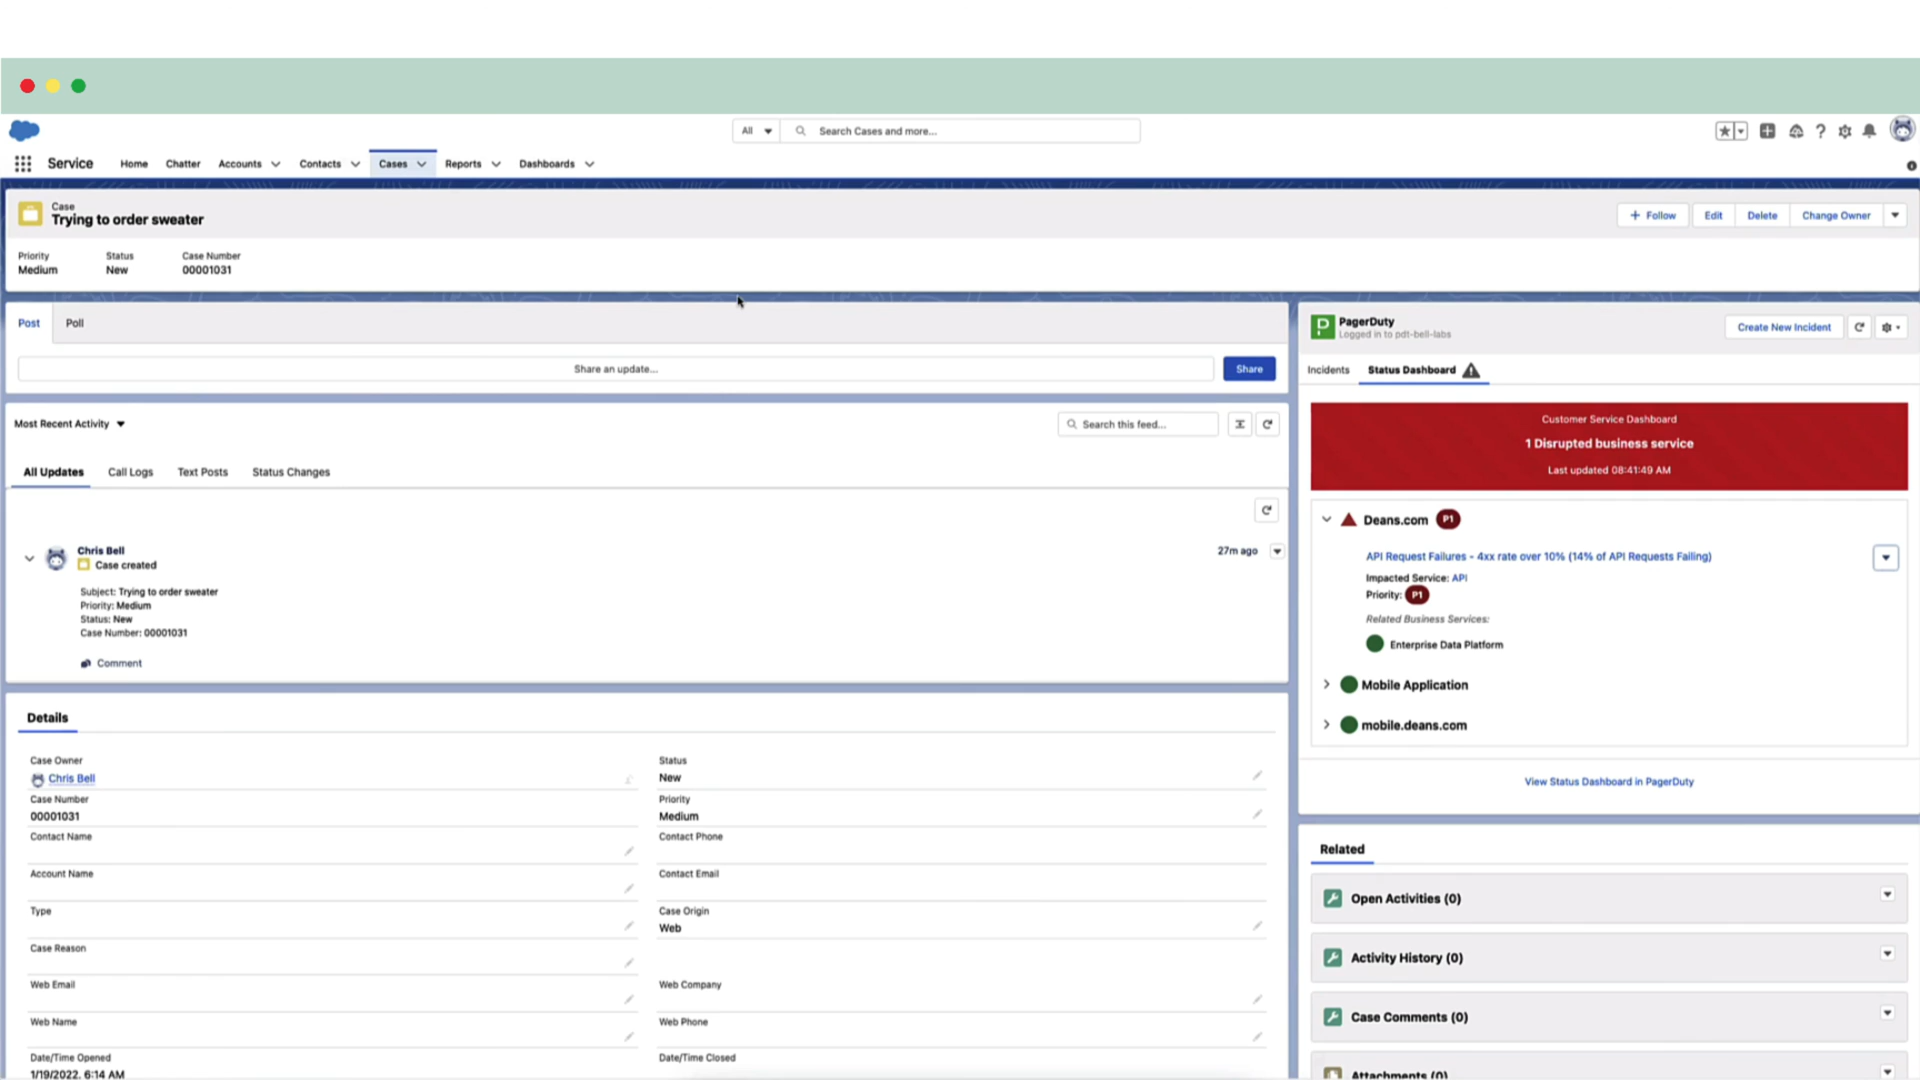 All
Search Cases and more...
Service
Home
Chatter
Accounts
Contacts
Cases
Reports
Dashboards
Case
Trying to order sweater
+ Follow
Edit
Delete
Change Owner
Priority
Medium
Status
New
Case Number
00001031
Post
Poll
Share an update...
Share
Most Recent Activity
Search this feed...
All Updates
Call Logs
Text Posts
Status Changes
Chris Bell
Case created
27m ago
Subject: Trying to order sweater
Priority: Medium
Status: New
Case Number: 00001031
Comment
Details
Case Owner
Chris Bell
Status
New
Case Number
00001031
Priority
Medium
Contact Name
Contact Phone
Account Name
Contact Email
Type
Case Origin
Web
Case Reason
Web Email
Web Company
Web Name
Web Phone
Date/Time Opened
1/19/2022, 6:14 AM
Date/Time Closed
P
PagerDuty
Logged in to pdt-bell-labs
Create New Incident
Incidents
Status Dashboard
Customer Service Dashboard
1 Disrupted business service
Last updated 08:41:49 AM
Deans.com P1
API Request Failures - 4xx rate over 10% (14% of API Requests Failing)
Impacted Service: API
Priority: P1
Related Business Services:
Enterprise Data Platform
Mobile Application
mobile.deans.com
View Status Dashboard in PagerDuty
Related
Open Activities (0)
Activity History (0)
Case Comments (0)
Attachments (0)